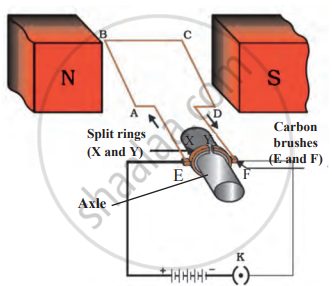 N
S
B
C
A
D
Split rings
(X and Y)
X Y
Carbon
brushes
(E and F)
E
F
Axle
K
+
−
shaalaa.com